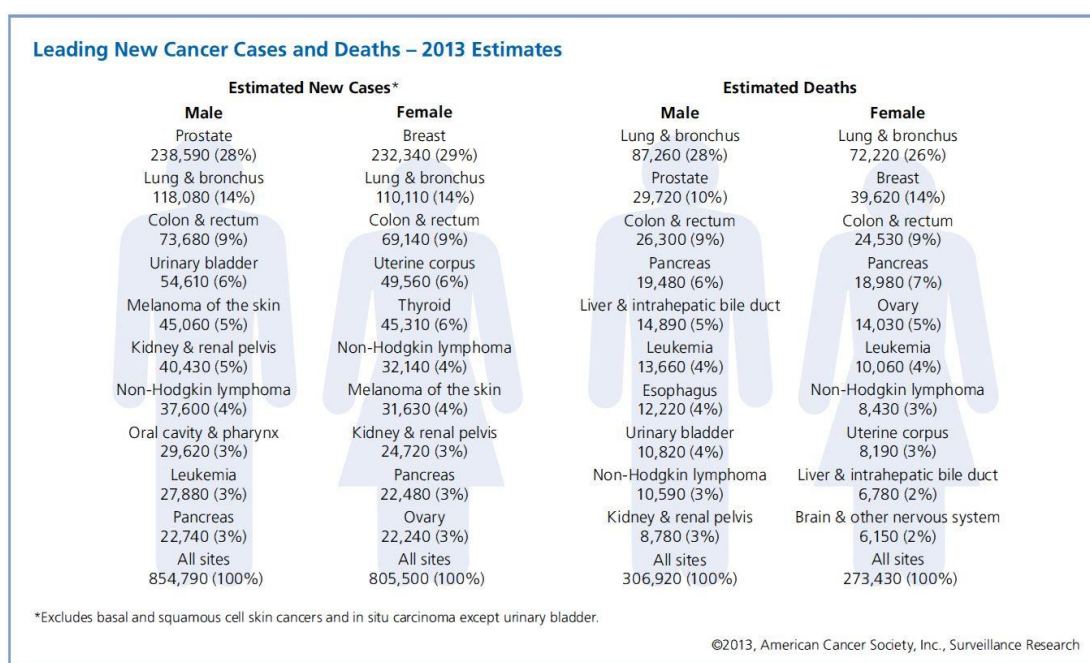 Leading New Cancer Cases and Deaths – 2013 Estimates
Estimated New Cases*
Male
Prostate
238,590 (28%)
Lung & bronchus
118,080 (14%)
Colon & rectum
73,680 (9%)
Urinary bladder
54,610 (6%)
Melanoma of the skin
45,060 (5%)
Kidney & renal pelvis
40,430 (5%)
Non-Hodgkin lymphoma
37,600 (4%)
Oral cavity & pharynx
29,620 (3%)
Leukemia
27,880 (3%)
Pancreas
22,740 (3%)
All sites
854,790 (100%)
Female
Breast
232,340 (29%)
Lung & bronchus
110,110 (14%)
Colon & rectum
69,140 (9%)
Uterine corpus
49,560 (6%)
Thyroid
45,310 (6%)
Non-Hodgkin lymphoma
32,140 (4%)
Melanoma of the skin
31,630 (4%)
Kidney & renal pelvis
24,720 (3%)
Pancreas
22,480 (3%)
Ovary
22,240 (3%)
All sites
805,500 (100%)
Estimated Deaths
Male
Lung & bronchus
87,260 (28%)
Prostate
29,720 (10%)
Colon & rectum
26,300 (9%)
Pancreas
19,480 (6%)
Liver & intrahepatic bile duct
14,890 (5%)
Leukemia
13,660 (4%)
Esophagus
12,220 (4%)
Urinary bladder
10,820 (4%)
Non-Hodgkin lymphoma
10,590 (3%)
Kidney & renal pelvis
8,780 (3%)
All sites
306,920 (100%)
Female
Lung & bronchus
72,220 (26%)
Breast
39,620 (14%)
Colon & rectum
24,530 (9%)
Pancreas
18,980 (7%)
Ovary
14,030 (5%)
Leukemia
10,060 (4%)
Non-Hodgkin lymphoma
8,430 (3%)
Uterine corpus
8,190 (3%)
Liver & intrahepatic bile duct
6,780 (2%)
Brain & other nervous system
6,150 (2%)
All sites
273,430 (100%)
*Excludes basal and squamous cell skin cancers and in situ carcinoma except urinary bladder.
©2013, American Cancer Society, Inc., Surveillance Research